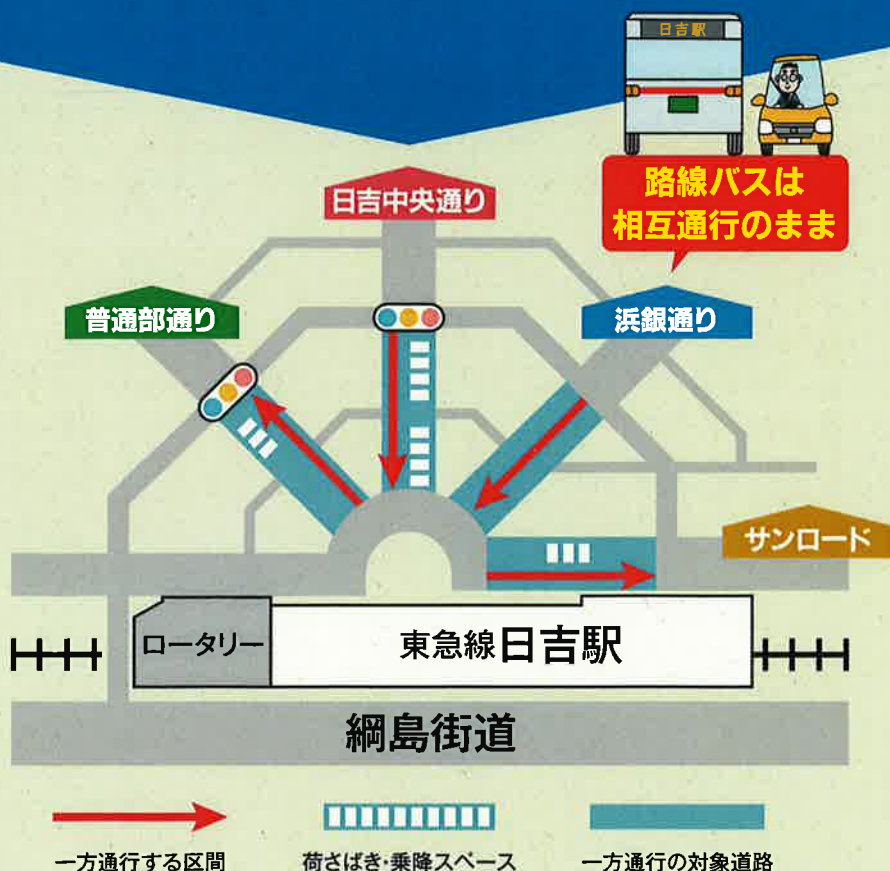 日吉駅
路線バスは
相互通行のまま
日吉中央通り
普通部通り
浜銀通り
サンロード
ロータリー
東急線日吉駅
綱島街道
一方通行する区間
荷さばき・乗降スペース
一方通行の対象道路